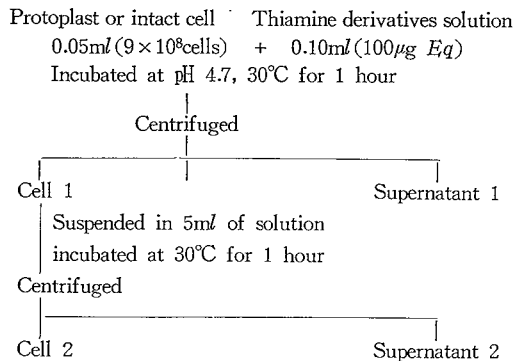 Protoplast or intact cell Thiamine derivatives solution
0.05ml (9×10⁸cells) + 0.10ml (100μg Eq)
Incubated at pH 4.7, 30℃ for 1 hour
Centrifuged
Cell 1 Supernatant 1
Suspended in 5ml of solution
incubated at 30℃ for 1 hour
Centrifuged
Cell 2 Supernatant 2